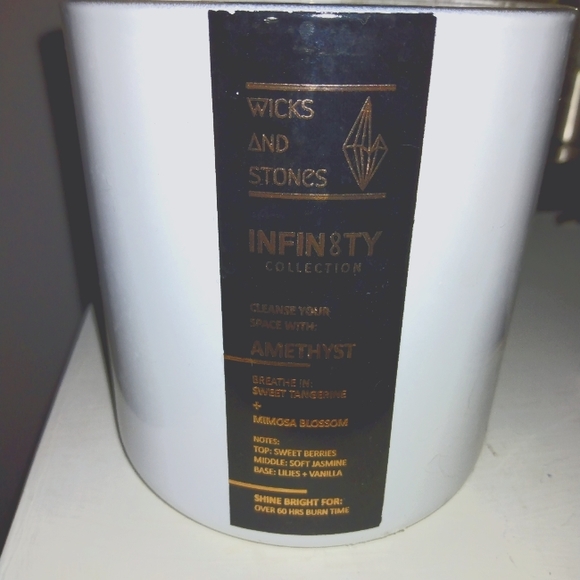 WICKS
AND
STONES
INFIN8TY
COLLECTION
CLEANSE YOUR
SPACE WITH:
AMETHYST
BREATHE IN:
SWEET TANGERINE
+
MIMOSA BLOSSOM
NOTES:
TOP: SWEET BERRIES
MIDDLE: SOFT JASMINE
BASE: LILIES + VANILLA
SHINE BRIGHT FOR:
OVER 60 HRS BURN TIME